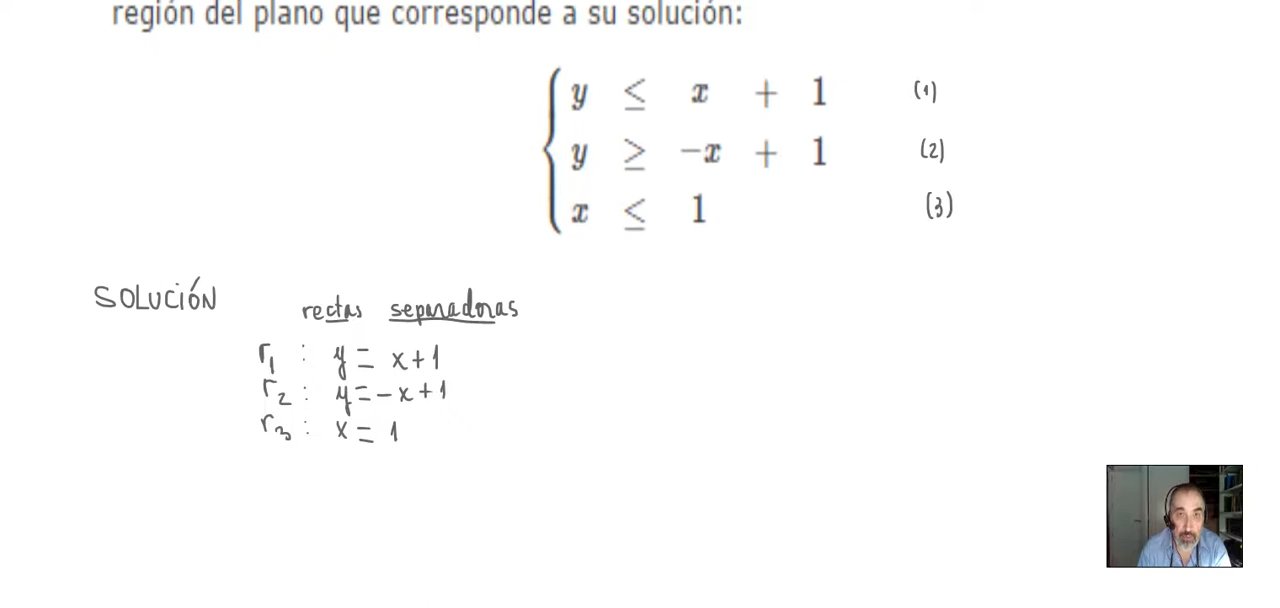 región del plano que corresponde a su solución:
y ≤ x + 1 (1)
y ≥ -x + 1 (2)
x ≤ 1 (3)
SOLUCIÓN
rectas separadoras
r1 : y = x+1
r2 : y = -x+1
r3 : x = 1